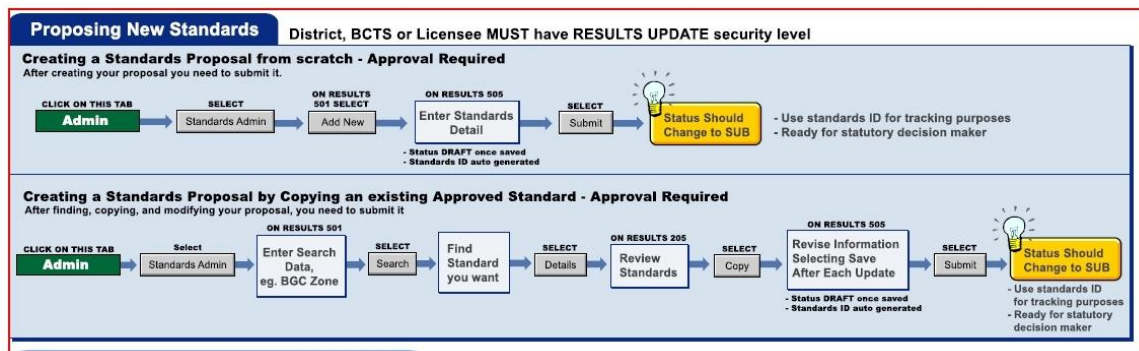 Proposing New Standards
District, BCTS or Licensee MUST have RESULTS UPDATE security level
Creating a Standards Proposal from scratch - Approval Required
After creating your proposal you need to submit it.
CLICK ON THIS TAB
Admin
SELECT
Standards Admin
ON RESULTS
501 SELECT
Add New
ON RESULTS 505
Enter Standards
Detail
- Status DRAFT once saved
- Standards ID auto generated
SELECT
Submit
Status Should
Change to SUB
- Use standards ID for tracking purposes
- Ready for statutory decision maker
Creating a Standards Proposal by Copying an existing Approved Standard - Approval Required
After finding, copying, and modifying your proposal, you need to submit it
CLICK ON THIS TAB
Admin
Select
Standards Admin
ON RESULTS 501
Enter Search
Data,
eg. BGC Zone
SELECT
Search
Find
Standard
you want
SELECT
Details
ON RESULTS 205
Review
Standards
SELECT
Copy
ON RESULTS 505
Revise Information
Selecting Save
After Each Update
- Status DRAFT once saved
- Standards ID auto generated
SELECT
Submit
Status Should
Change to SUB
- Use standards ID
for tracking purposes
- Ready for statutory
decision maker